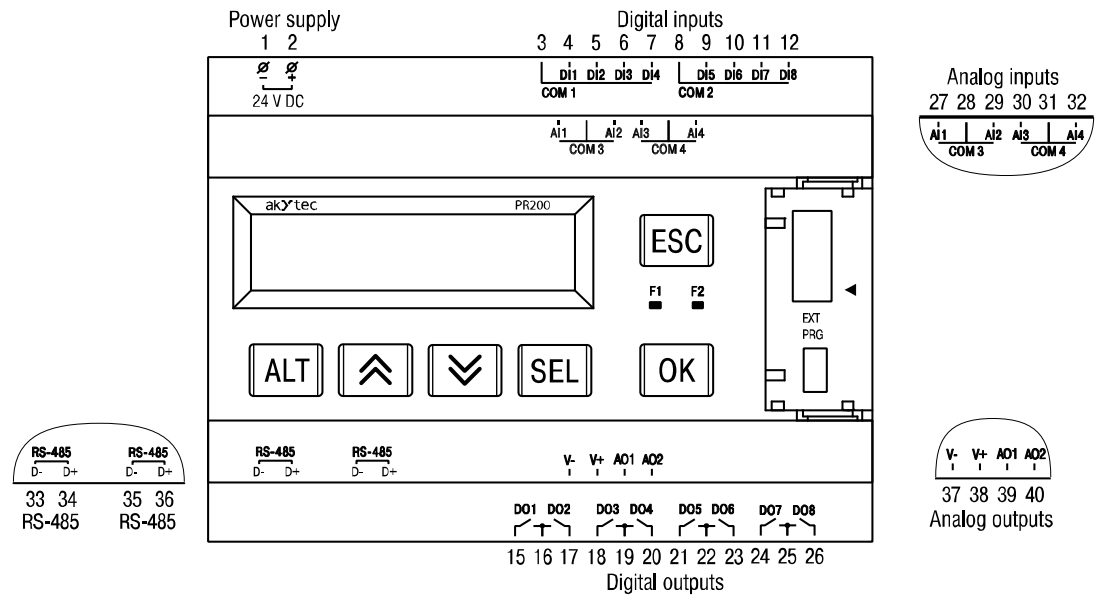 Power supply
Digital inputs
1 2
3 4 5 6 7 8 9 10 11 12
DI1 DI2 DI3 DI4 DI5 DI6 DI7 DI8
- +
24 V DC
COM 1 COM 2
Analog inputs
27 28 29 30 31 32
AI1 AI2 AI3 AI4
COM 3 COM 4
AI1 AI2 AI3 AI4
COM 3 COM 4
akYtec PR200
ESC
F1 F2
EXT
PRG
ALT SEL OK
RS-485 RS-485
D- D+ D- D+
33 34 35 36
RS-485 RS-485
RS-485 RS-485
D- D+ D- D+
V- V+ AO1 AO2
V- V+ AO1 AO2
37 38 39 40
Analog outputs
DO1 DO2 DO3 DO4 DO5 DO6 DO7 DO8
15 16 17 18 19 20 21 22 23 24 25 26
Digital outputs